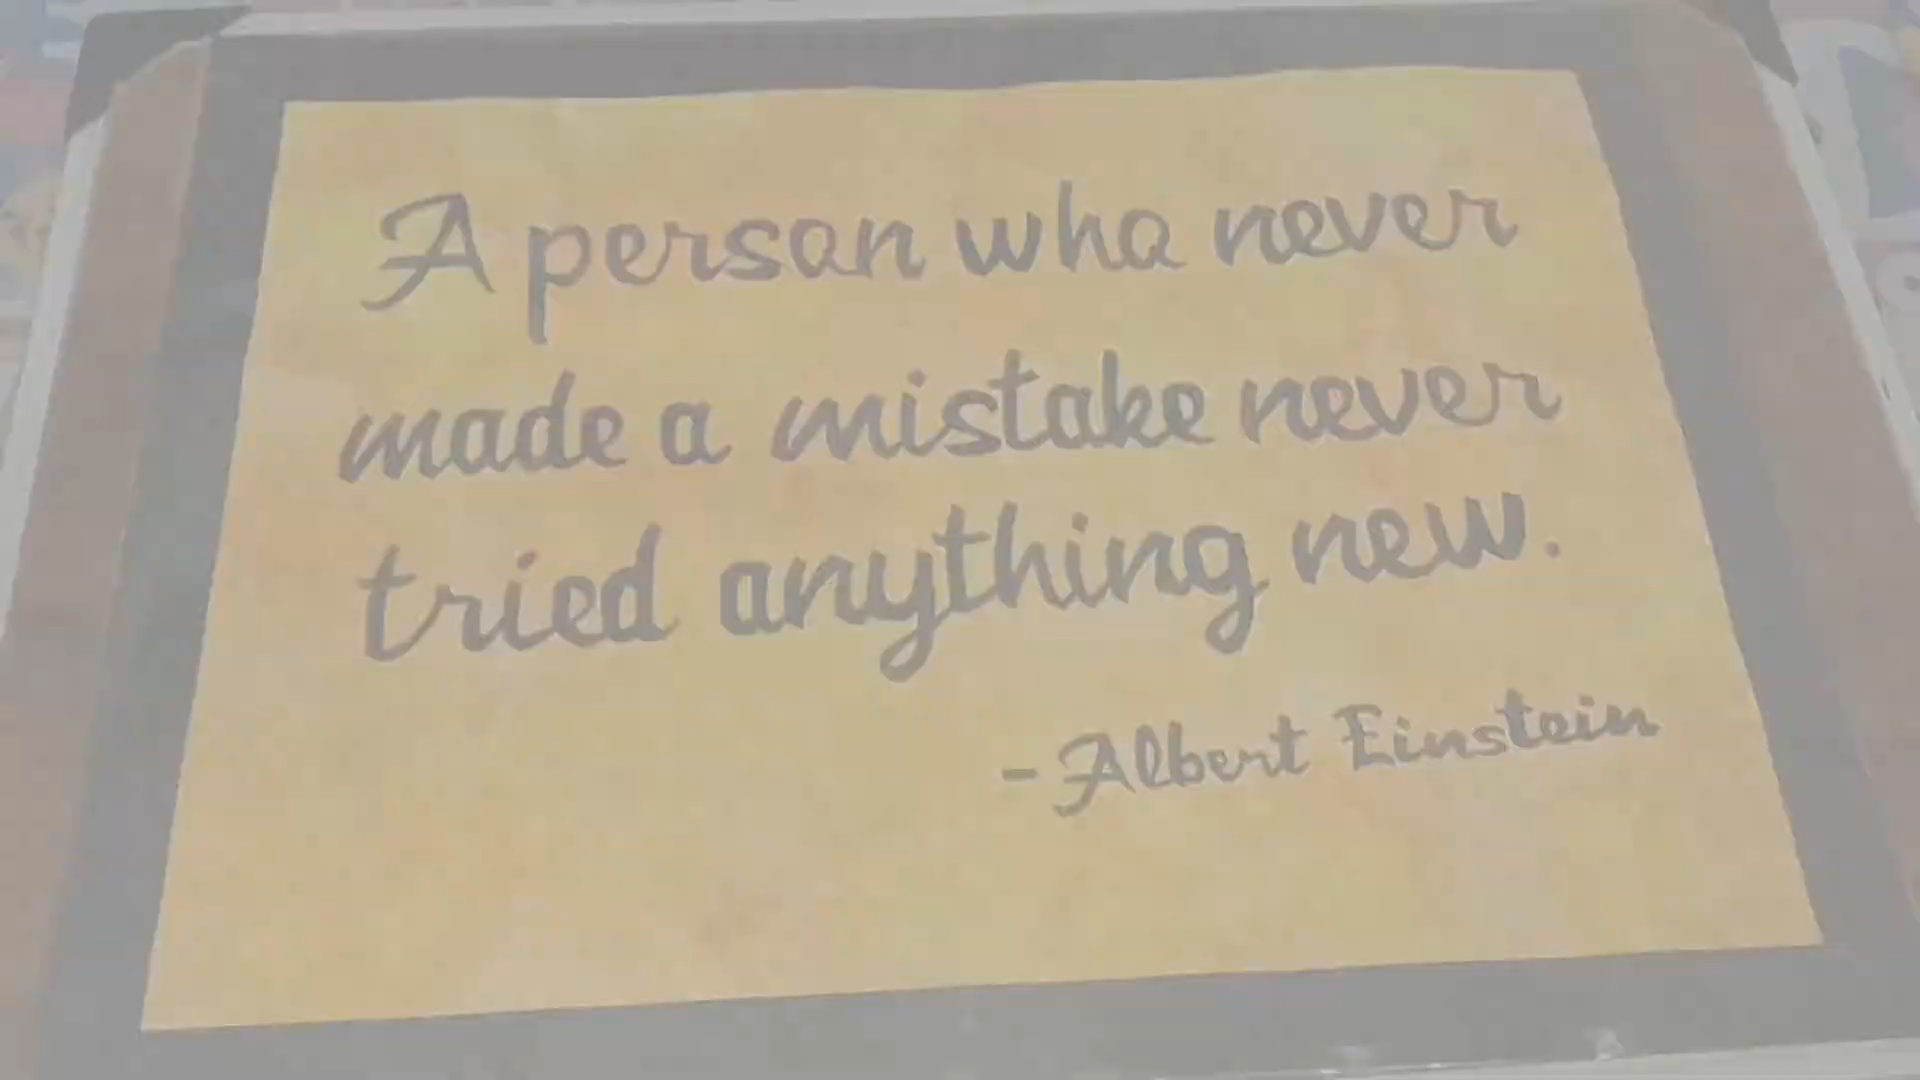 A person who never
made a mistake never
tried anything new.
- Albert Einstein